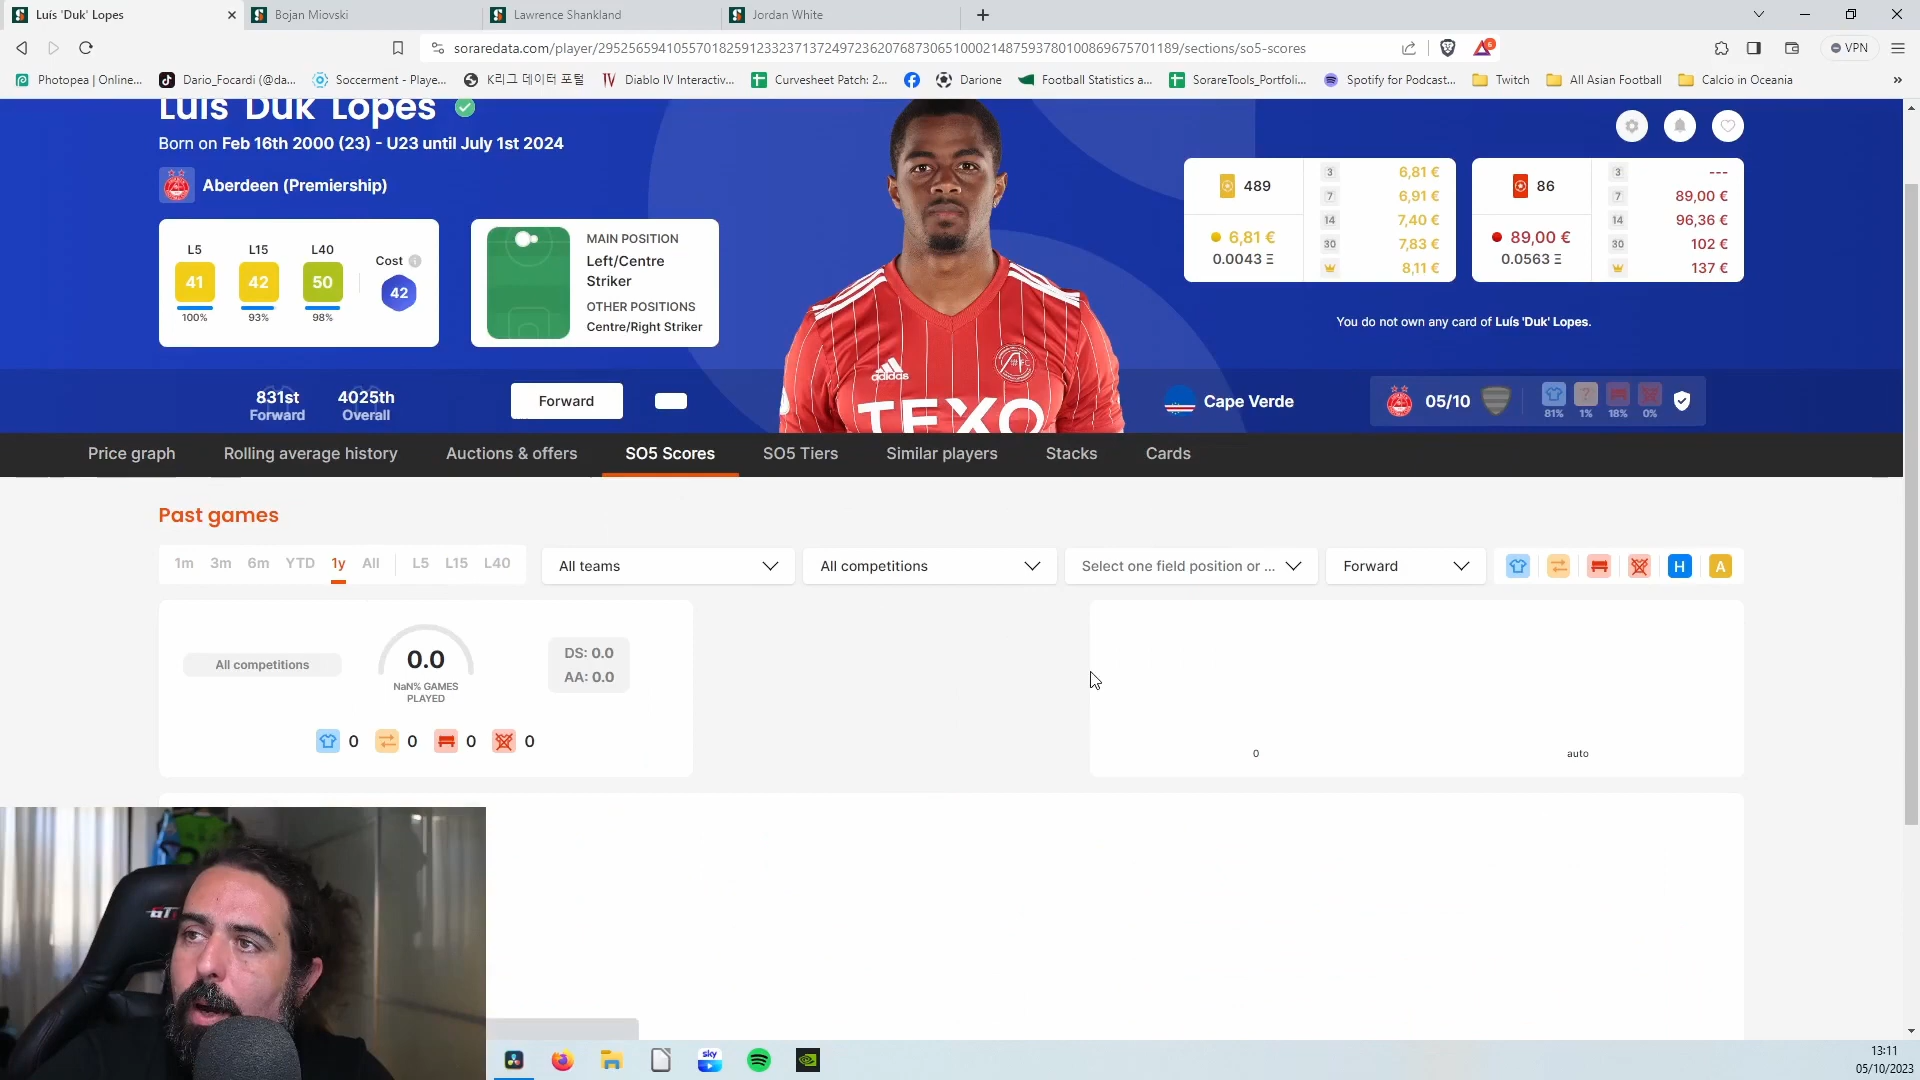 Luís 'Duk' Lopes
Bojan Miovski
Lawrence Shankland
Jordan White
soraredata.com/player/29525659410557018259123323713724972362076873065100021487593780100869675701189/sections/so5-scores
VPN
Photopea | Online...
Dario_Focardi (@da...
Soccerment - Playe...
K리그 데이터 포털
Diablo IV Interactiv...
Curvesheet Patch: 2...
Darione
Football Statistics a...
SorareTools_Portfoli...
Spotify for Podcast...
Twitch
All Asian Football
Calcio in Oceania
»
Luís 'Duk' Lopes
Born on Feb 16th 2000 (23) - U23 until July 1st 2024
Aberdeen (Premiership)
L5
L15
L40
Cost
41
42
50
42
100%
93%
98%
MAIN POSITION
Left/Centre
Striker
OTHER POSITIONS
Centre/Right Striker
489
6,81 €
0.0043 Ξ
3 6,81 €
7 6,91 €
14 7,40 €
30 7,83 €
8,11 €
86
89,00 €
0.0563 Ξ
3 ---
7 89,00 €
14 96,36 €
30 102 €
137 €
You do not own any card of Luís 'Duk' Lopes.
adidas
TEXO
831st
Forward
4025th
Overall
Forward
Cape Verde
05/10
?
81%
1%
18%
0%
Price graph
Rolling average history
Auctions & offers
SO5 Scores
SO5 Tiers
Similar players
Stacks
Cards
Past games
1m 3m 6m YTD 1y All L5 L15 L40
All teams
All competitions
Select one field position or ...
Forward
H
A
All competitions
0.0
NaN% GAMES
PLAYED
DS: 0.0
AA: 0.0
0 0 0 0
0
auto
GT
sky
13:11
05/10/2023